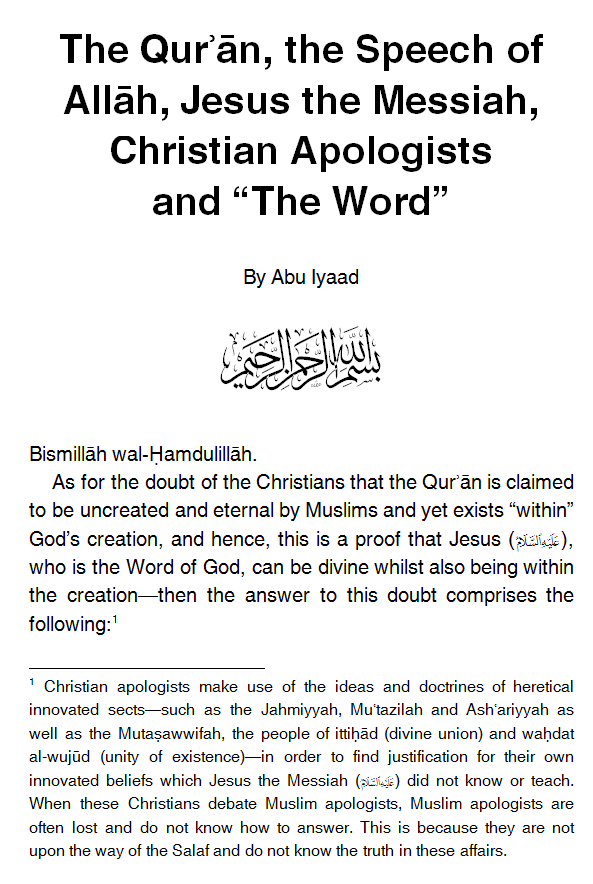 The Qurʾān, the Speech of
Allāh, Jesus the Messiah,
Christian Apologists
and “The Word”
By Abu Iyaad
بسم الله الرحمن الرحيم
Bismillāh wal-Ḥamdulillāh.
As for the doubt of the Christians that the Qurʾān is claimed
to be uncreated and eternal by Muslims and yet exists “within”
God’s creation, and hence, this is a proof that Jesus (عَلَيْهِ السَّلَامُ),
who is the Word of God, can be divine whilst also being within
the creation—then the answer to this doubt comprises the
following:¹
¹ Christian apologists make use of the ideas and doctrines of heretical
innovated sects—such as the Jahmiyyah, Muʿtazilah and Ashʿariyyah as
well as the Mutaṣawwifah, the people of ittiḥād (divine union) and waḥdat
al-wujūd (unity of existence)—in order to find justification for their own
innovated beliefs which Jesus the Messiah (عَلَيْهِ السَّلَامُ) did not know or teach.
When these Christians debate Muslim apologists, Muslim apologists are
often lost and do not know how to answer. This is because they are not
upon the way of the Salaf and do not know the truth in these affairs.